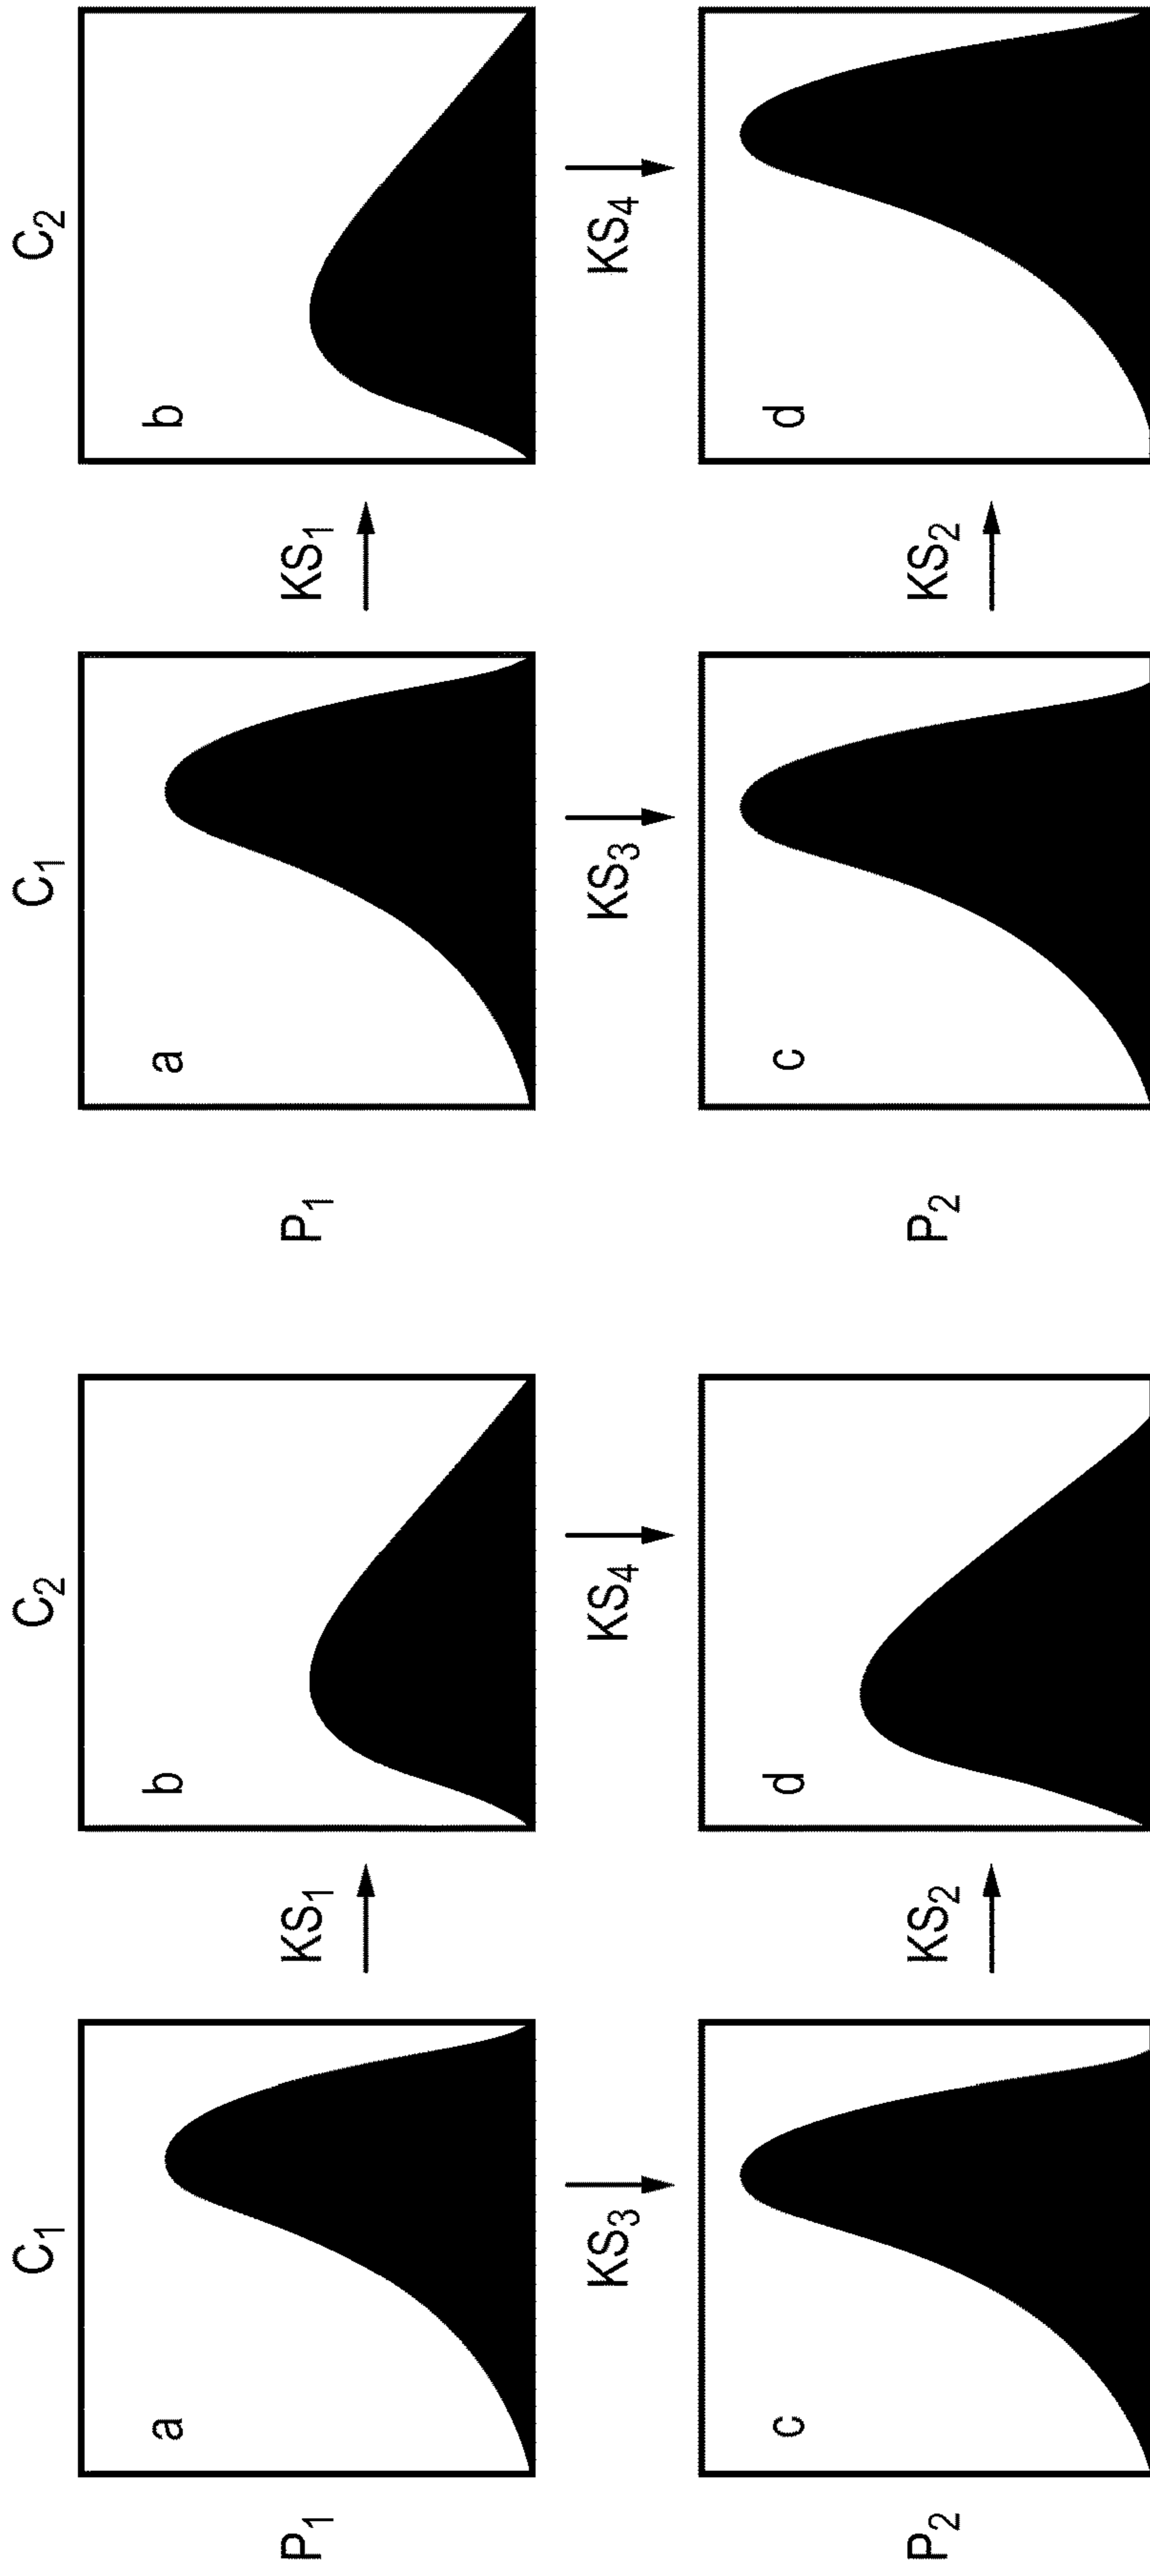 C₁ C₂ C₁ C₂
a b a b
P₁ KS₁ P₁ KS₁
KS₃ KS₄ KS₃ KS₄
c d c d
P₂ KS₂ P₂ KS₂